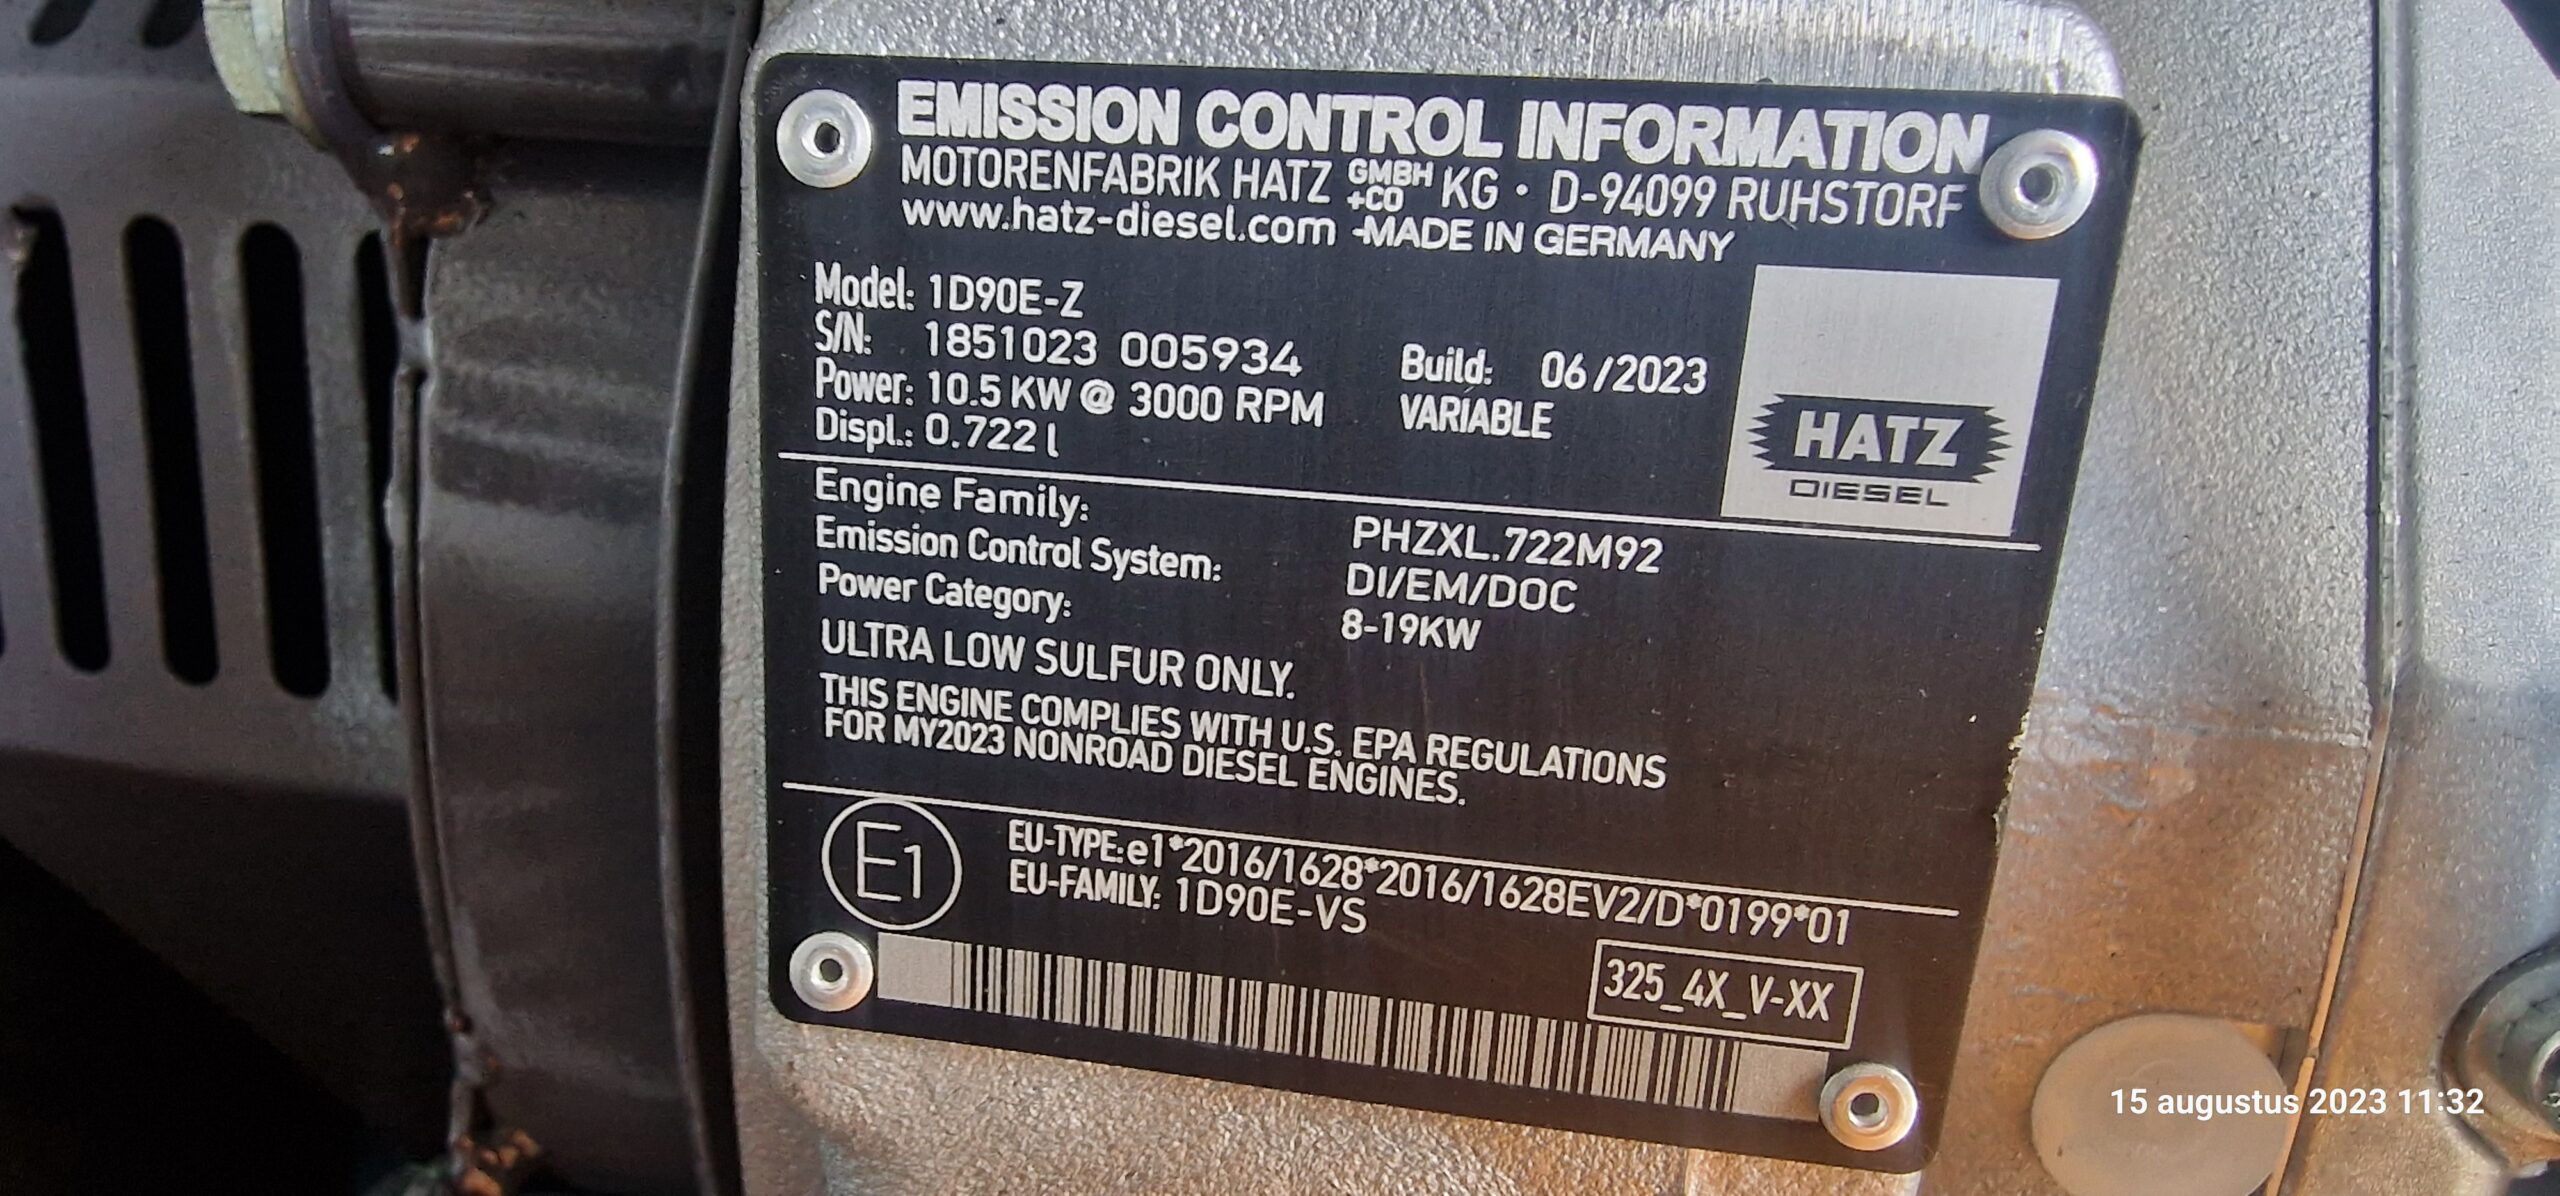 EMISSION CONTROL INFORMATION
MOTORENFABRIK HATZ GMBH +CO KG · D-94099 RUHSTORF
www.hatz-diesel.com -MADE IN GERMANY
Model: 1D90E-Z
S/N: 1851023 005934 Build: 06/2023
Power: 10.5 KW @ 3000 RPM VARIABLE
Displ.: 0.722 l
HATZ
DIESEL
Engine Family: PHZXL.722M92
Emission Control System: DI/EM/DOC
Power Category: 8-19KW
ULTRA LOW SULFUR ONLY.
THIS ENGINE COMPLIES WITH U.S. EPA REGULATIONS
FOR MY2023 NONROAD DIESEL ENGINES.
E1
EU-TYPE: e1*2016/1628*2016/1628EV2/D*0199*01
EU-FAMILY: 1D90E-VS
325_4X_V-XX
15 augustus 2023 11:32